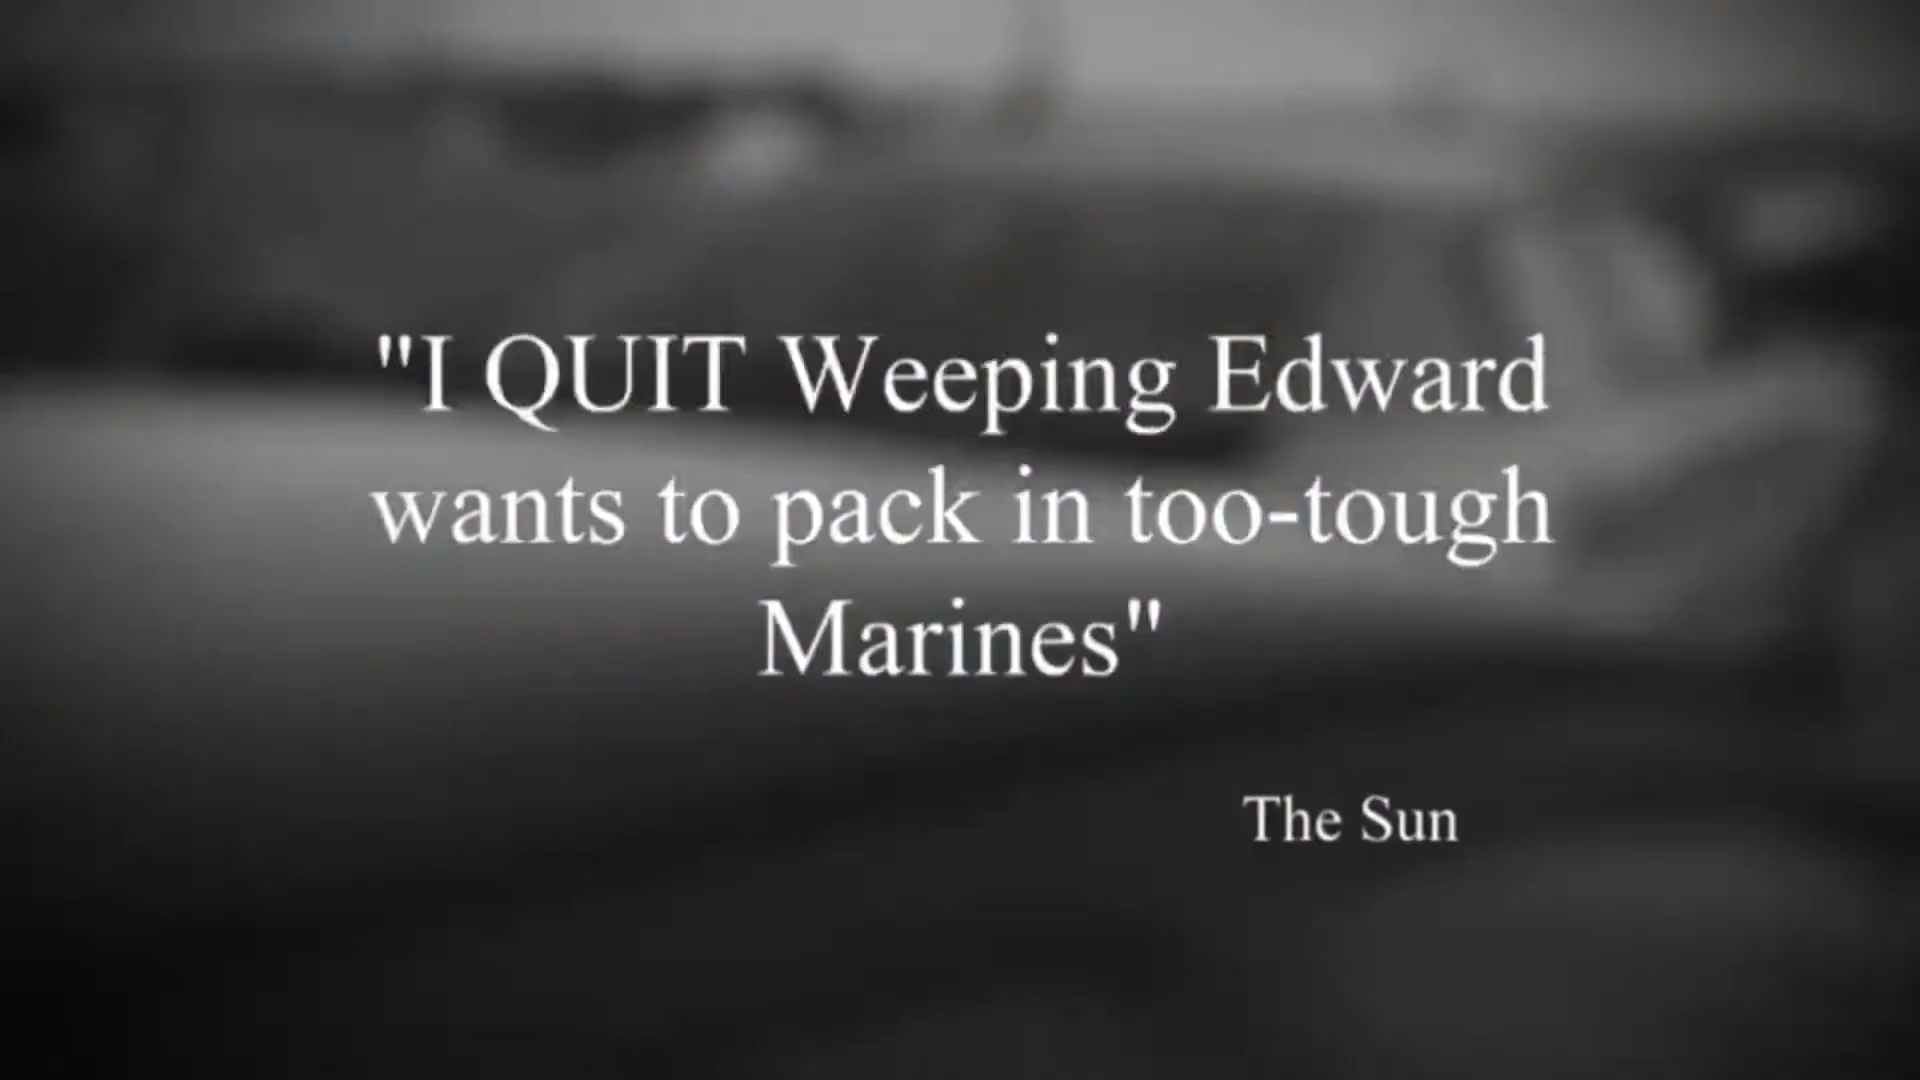 "I QUIT Weeping Edward
wants to pack in too-tough
Marines"
The Sun